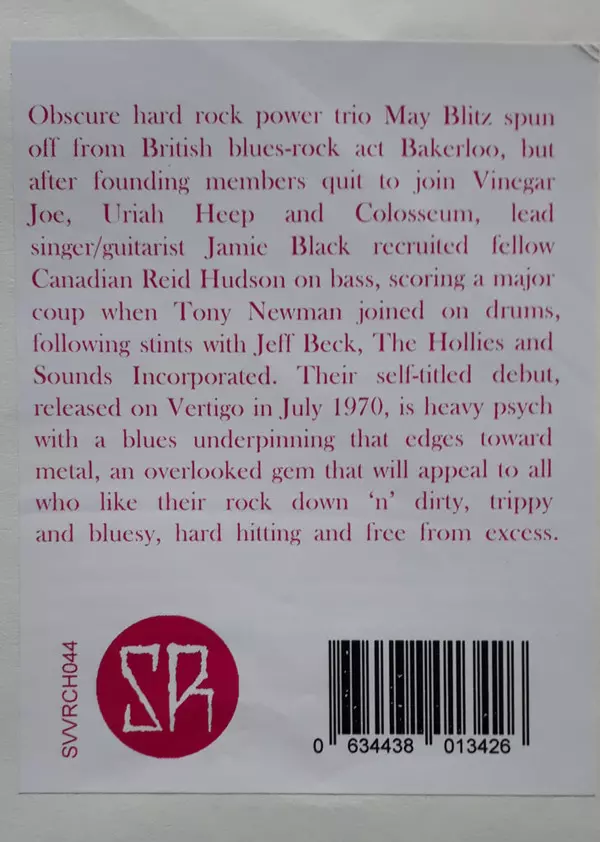 Obscure hard rock power trio May Blitz spun
off from British blues-rock act Bakerloo, but
after founding members quit to join Vinegar
Joe, Uriah Heep and Colosseum, lead
singer/guitarist Jamie Black recruited fellow
Canadian Reid Hudson on bass, scoring a major
coup when Tony Newman joined on drums,
following stints with Jeff Beck, The Hollies and
Sounds Incorporated. Their self-titled debut,
released on Vertigo in July 1970, is heavy psych
with a blues underpinning that edges toward
metal, an overlooked gem that will appeal to all
who like their rock down ‘n’ dirty, trippy
and bluesy, hard hitting and free from excess.
SVVRCH044
SR
0 634438 013426